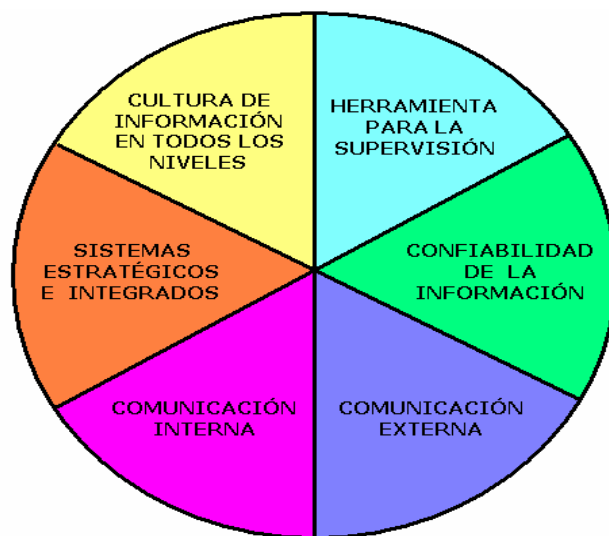 CULTURA DE
INFORMACIÓN
EN TODOS LOS
NIVELES
HERRAMIENTA
PARA LA
SUPERVISIÓN
SISTEMAS
ESTRATÉGICOS
E INTEGRADOS
CONFIABILIDAD
DE LA
INFORMACIÓN
COMUNICACIÓN
INTERNA
COMUNICACIÓN
EXTERNA